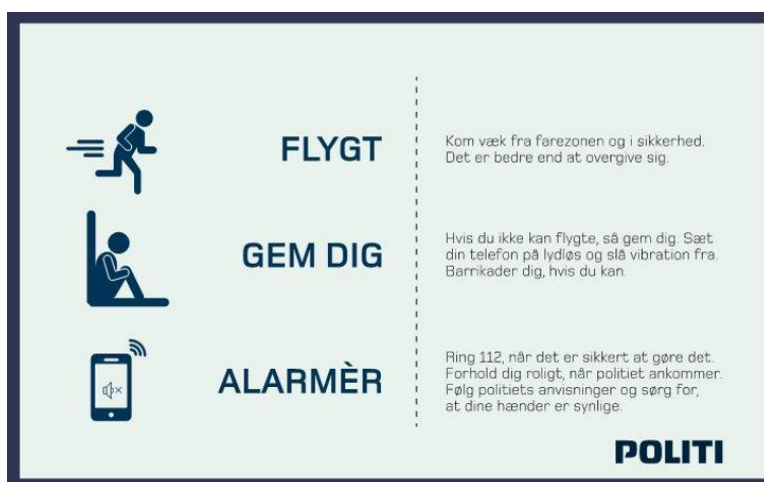 FLYGT
Kom væk fra farezonen og i sikkerhed.
Det er bedre end at overgive sig.
GEM DIG
Hvis du ikke kan flygte, så gem dig. Sæt
din telefon på lydløs og slå vibration fra.
Barrikader dig, hvis du kan.
ALARMÈR
Ring 112, når det er sikkert at gøre det.
Forhold dig roligt, når politiet ankommer.
Følg politiets anvisninger og sørg for,
at dine hænder er synlige.
POLITI